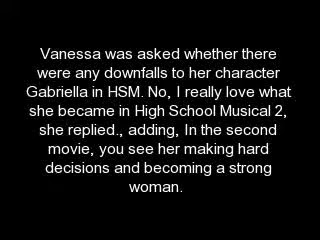 Vanessa was asked whether there
were any downfalls to her character
Gabriella in HSM. No, I really love what
she became in High School Musical 2,
she replied., adding, In the second
movie, you see her making hard
decisions and becoming a strong
woman.